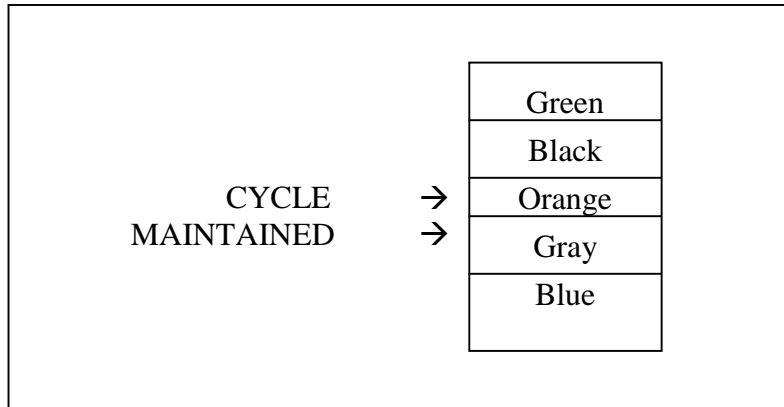 Green
Black
CYCLE → Orange
MAINTAINED →
Gray
Blue